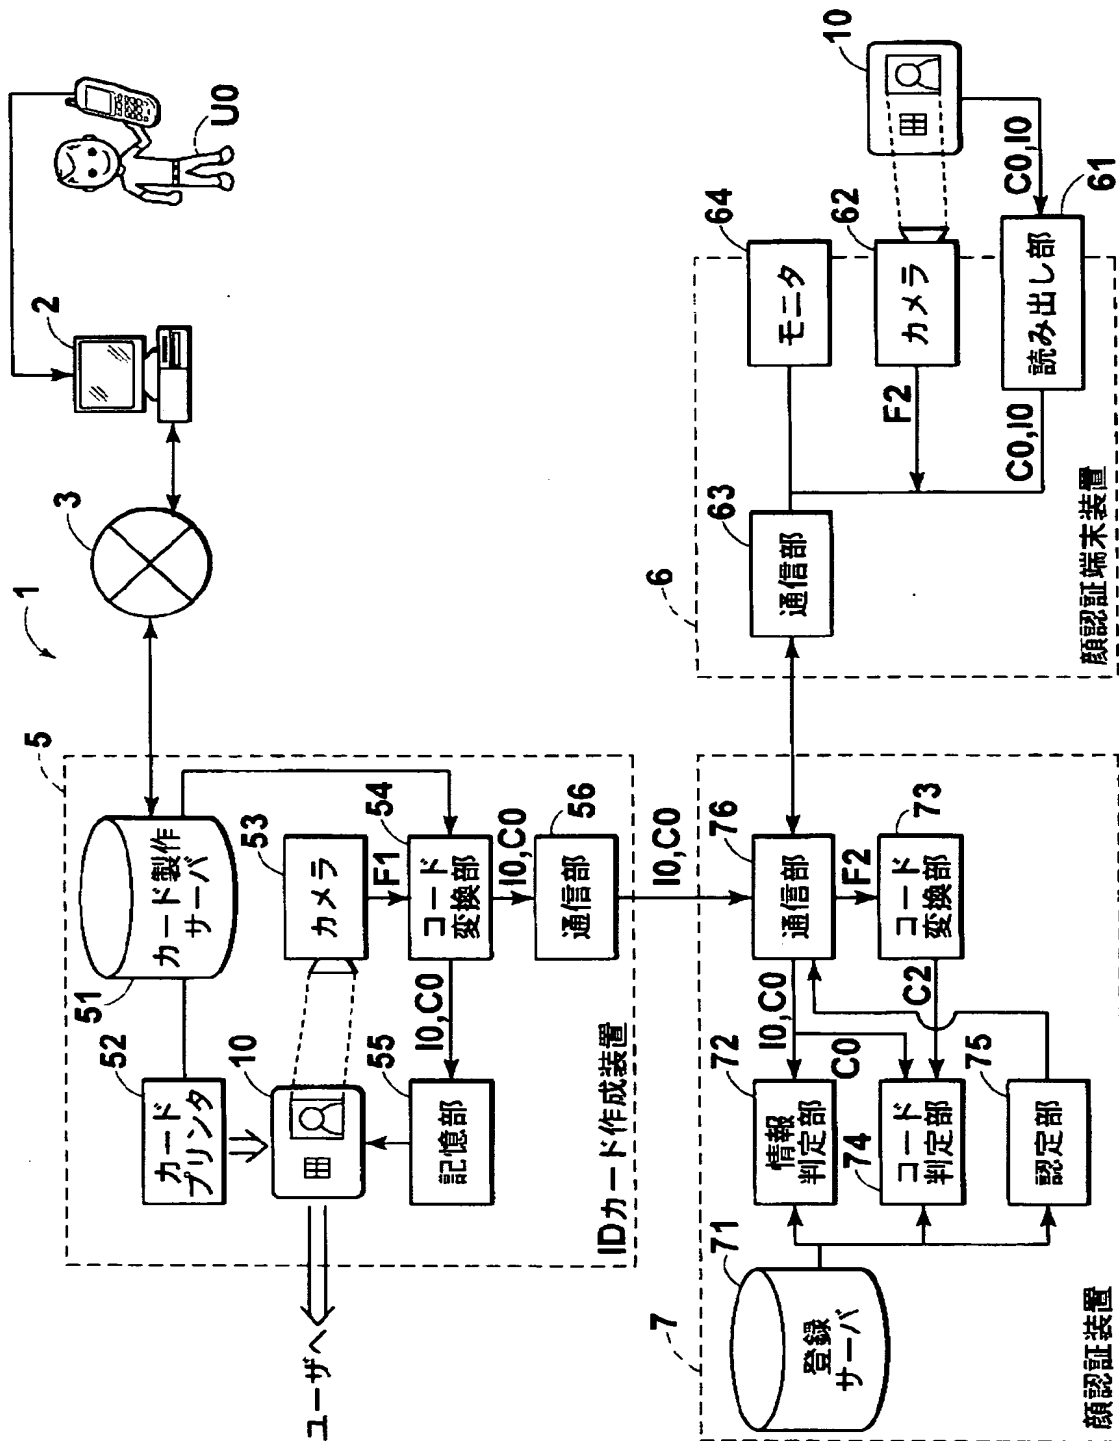 1
U0
2
3
5
カード製作
サーバ
51
52
カード
プリンタ
10
53
カメラ
F1
54
コード
変換部
I0,C0
I0,C0
55
記憶部
56
通信部
IDカード作成装置
ユーザへ
I0,C0
6
63
通信部
64
モニタ
62
カメラ
F2
10
C0,I0
61
読み出し部
C0,I0
顔認証端末装置
7
71
登録
サーバ
76
通信部
F2
73
コード
変換部
C2
I0,C0
C0
72
情報
判定部
74
コード
判定部
75
認定部
顔認証装置